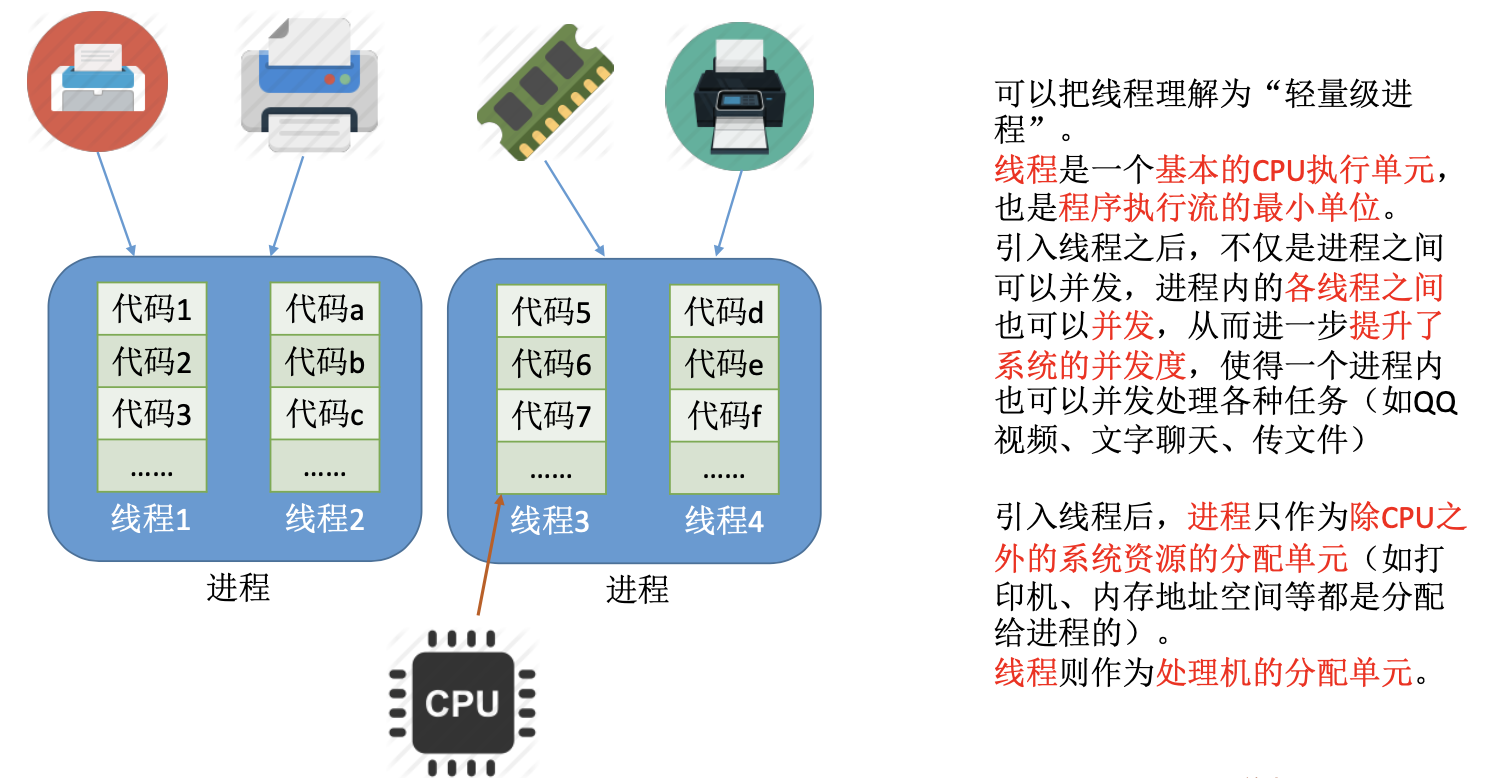 代码1
代码2
代码3
……
线程1
代码a
代码b
代码c
……
线程2
进程
代码5
代码6
代码7
……
线程3
代码d
代码e
代码f
……
线程4
进程
CPU
可以把线程理解为“轻量级进
程”。
线程是一个基本的CPU执行单元，
也是程序执行流的最小单位。
引入线程之后，不仅是进程之间
可以并发，进程内的各线程之间
也可以并发，从而进一步提升了
系统的并发度，使得一个进程内
也可以并发处理各种任务（如QQ
视频、文字聊天、传文件）
引入线程后，进程只作为除CPU之
外的系统资源的分配单元（如打
印机、内存地址空间等都是分配
给进程的）。
线程则作为处理机的分配单元。